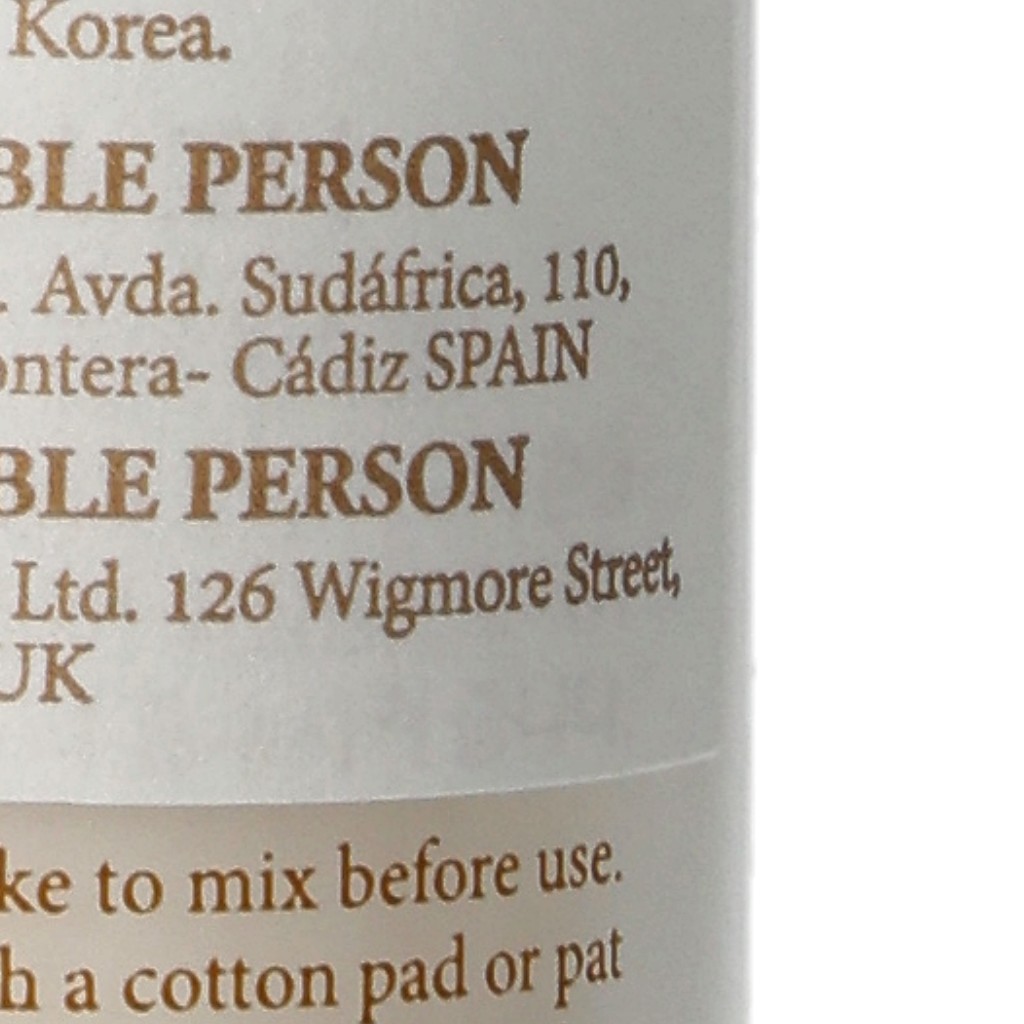 Korea.
BLE PERSON
. Avda. Sudáfrica, 110,
ontera- Cádiz SPAIN
BLE PERSON
Ltd. 126 Wigmore Street,
UK
ke to mix before use.
h a cotton pad or pat